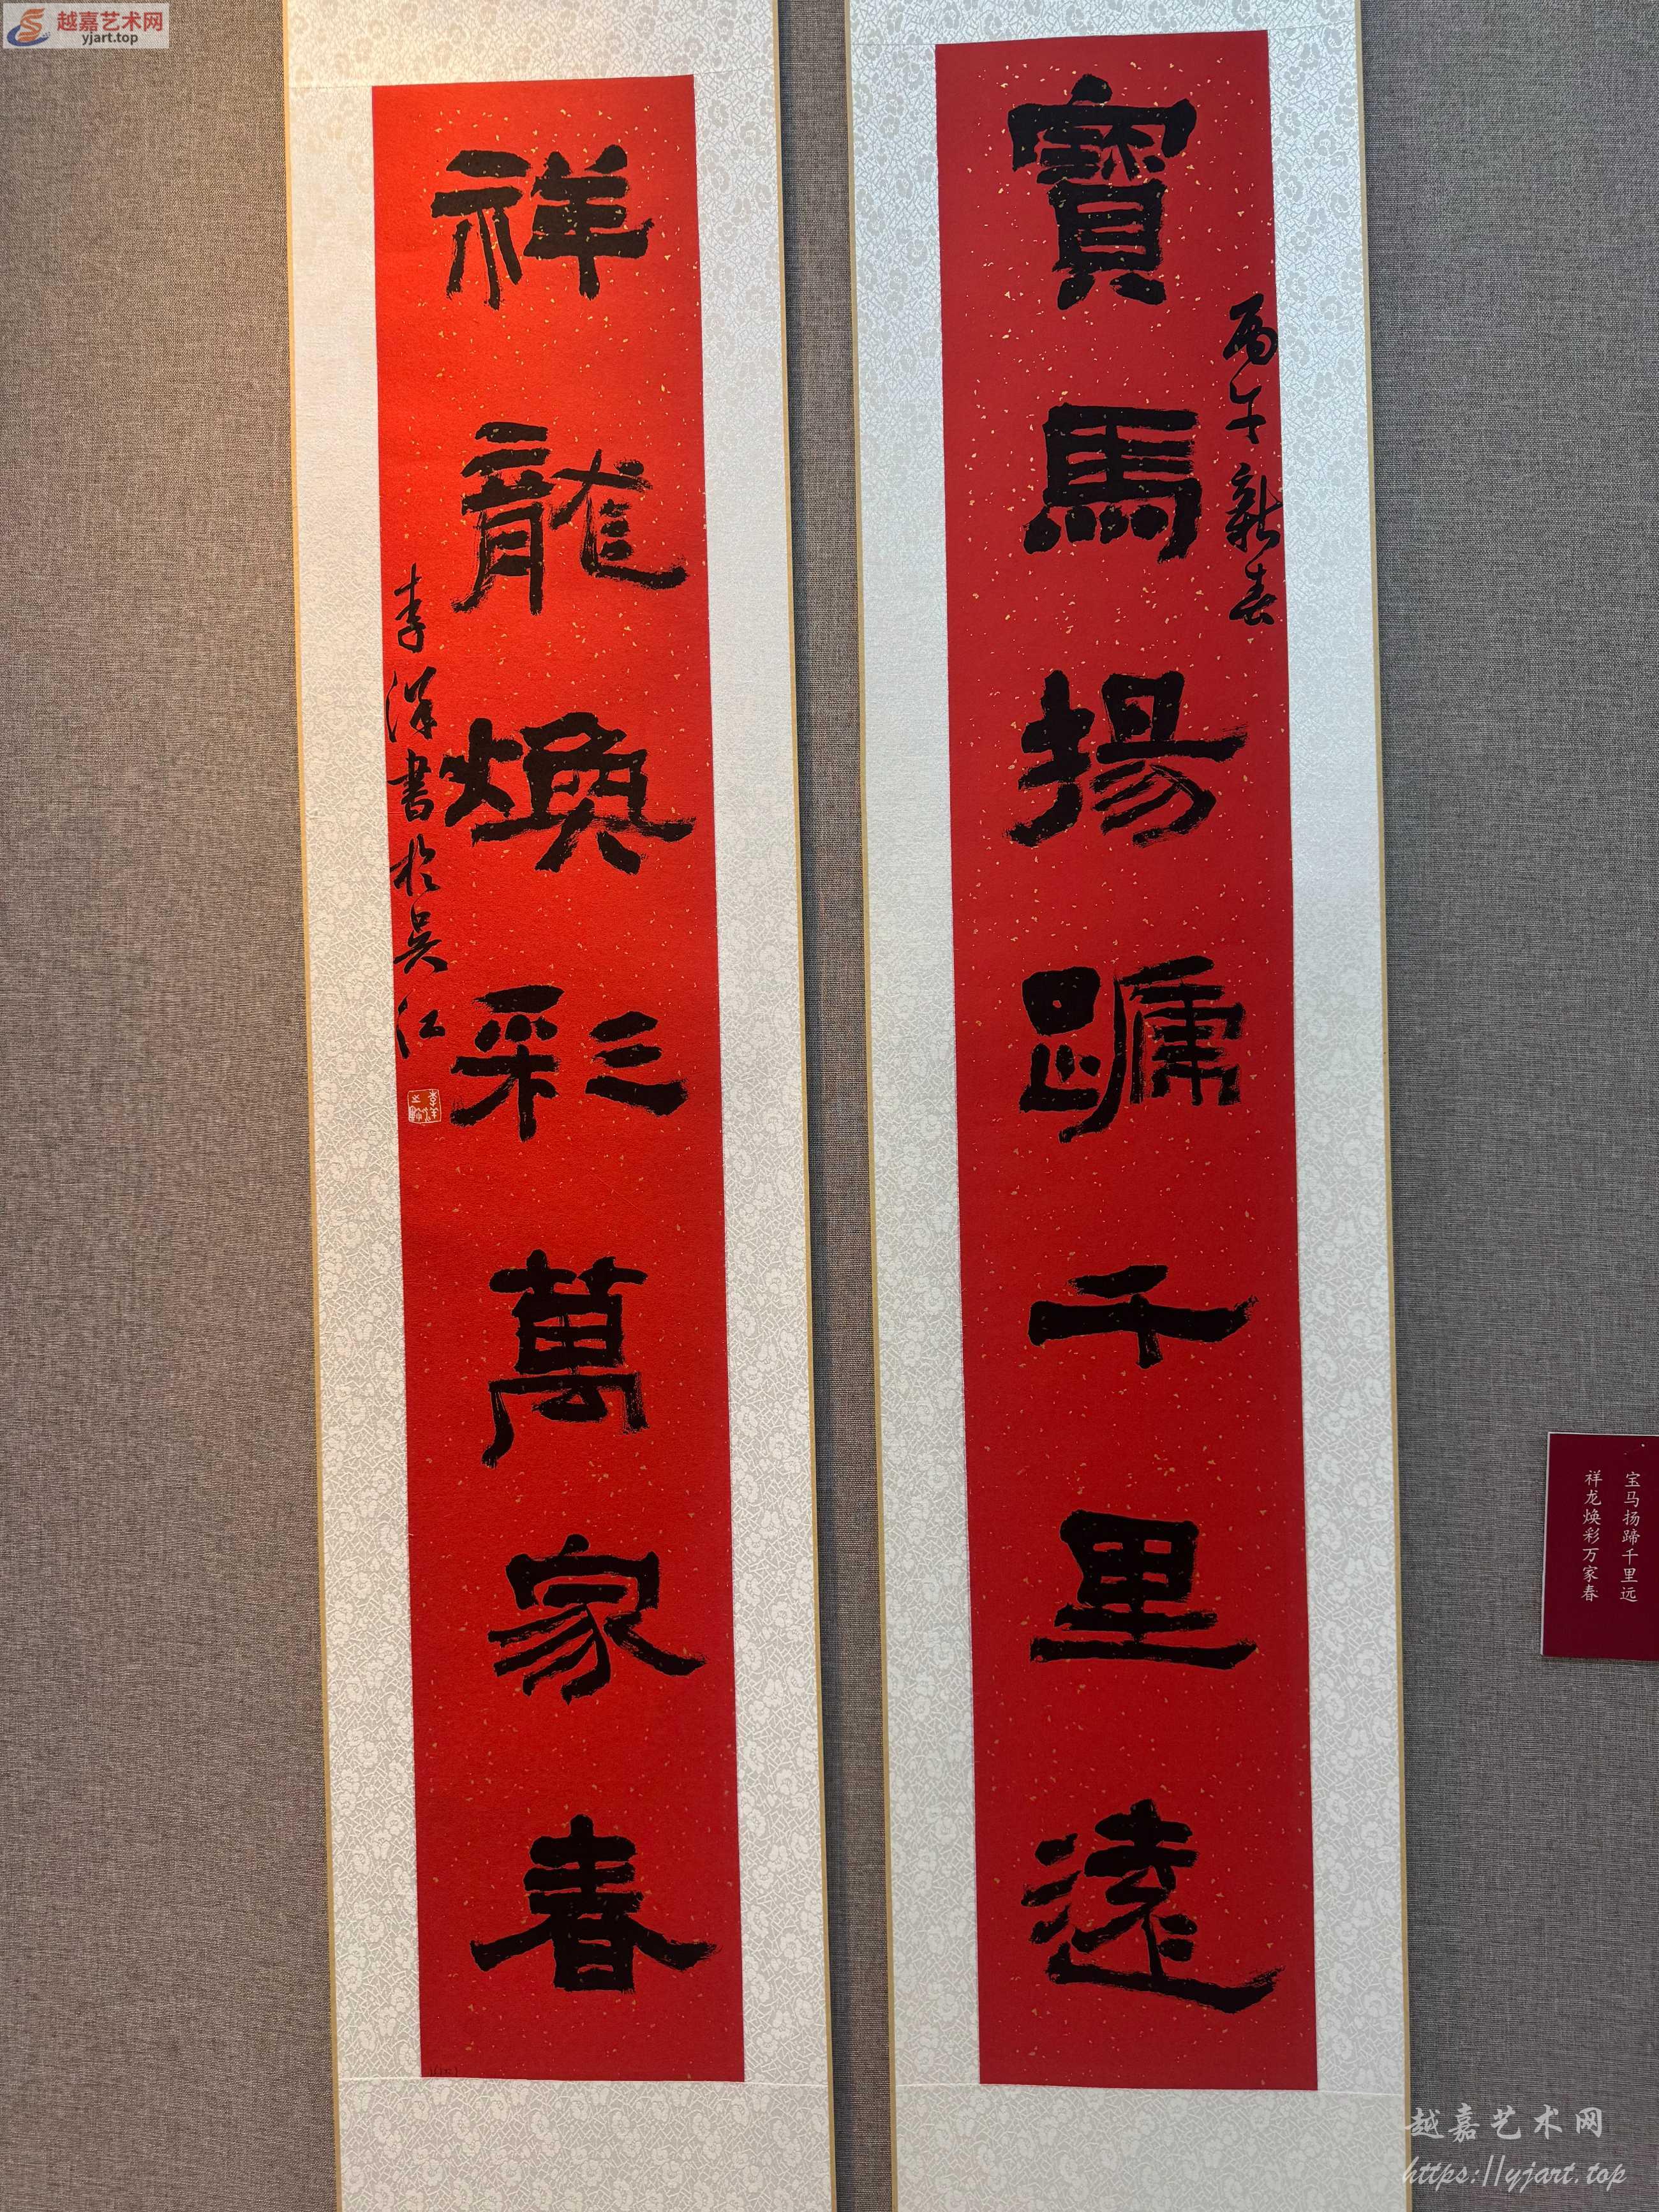 越嘉艺术网
yjart.top
寶馬揚蹏千里遠
丙午新春
祥龍煥彩萬家春
李洋書於吳江
宝马扬蹄千里远
祥龙焕彩万家春
越嘉艺术网
https://yjart.top